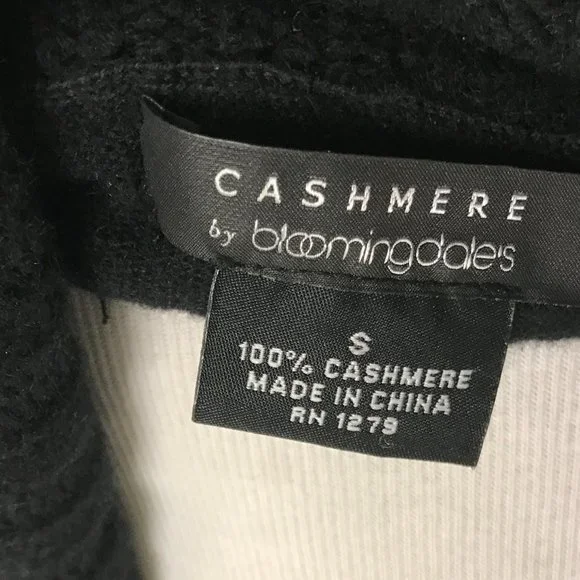 CASHMERE
by bloomingdale's
S
100% CASHMERE
MADE IN CHINA
RN 1279